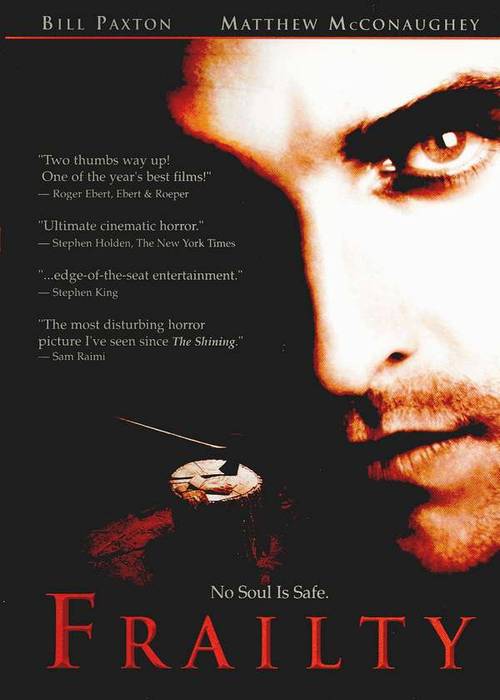 BILL PAXTON MATTHEW MCCONAUGHEY
"Two thumbs way up!
One of the year's best films!"
— Roger Ebert, Ebert & Roeper
"Ultimate cinematic horror."
— Stephen Holden, The New York Times
"...edge-of-the-seat entertainment."
— Stephen King
"The most disturbing horror
picture I've seen since The Shining."
— Sam Raimi
No Soul Is Safe.
FRAILTY